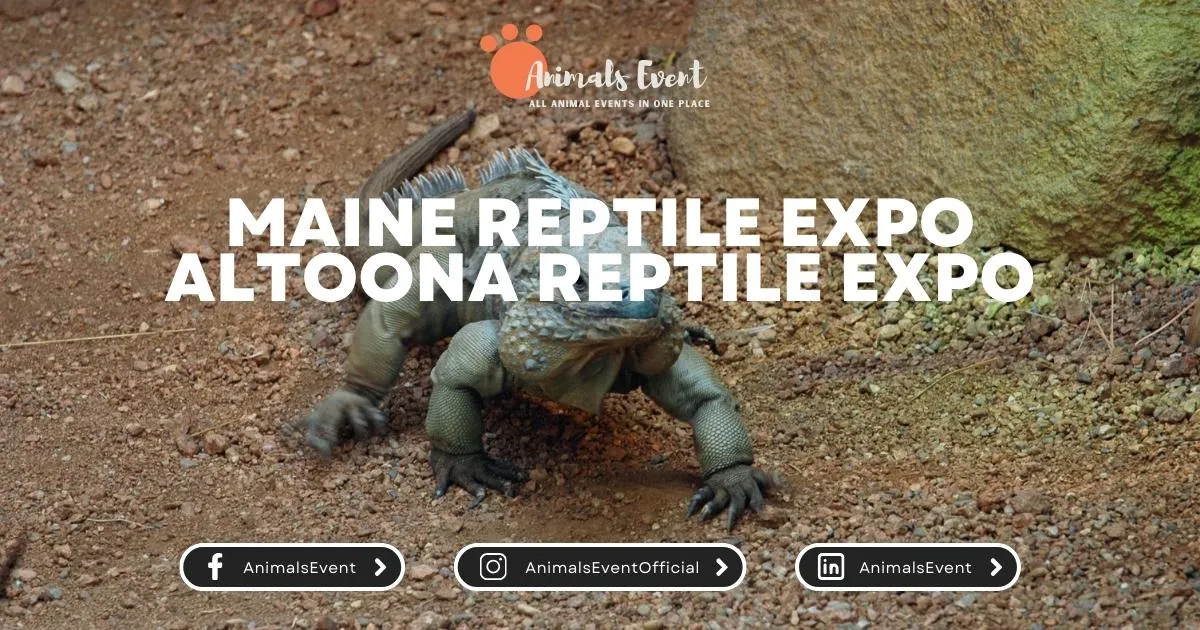 Animals Event
ALL ANIMAL EVENTS IN ONE PLACE
MAINE REPTILE EXPO
ALTOONA REPTILE EXPO
AnimalsEvent
AnimalsEventOfficial
AnimalsEvent